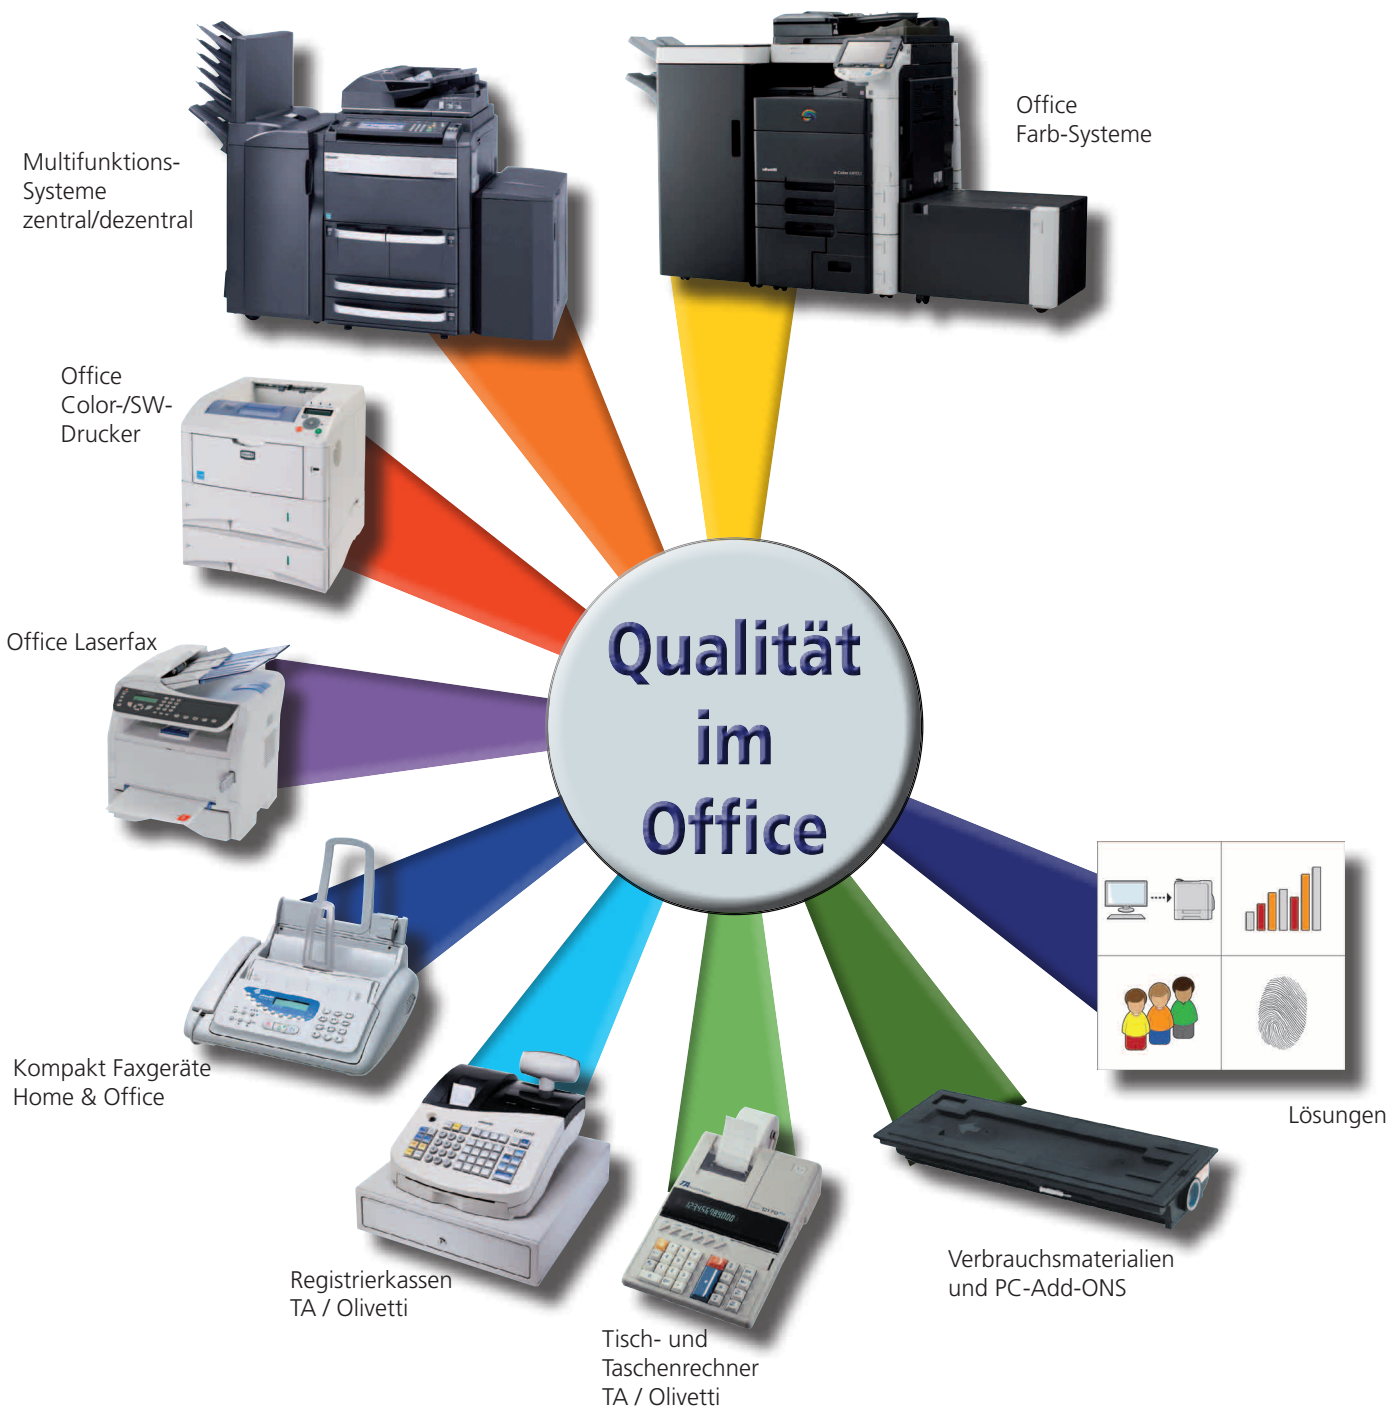 Office
Farb-Systeme
Multifunktions-
Systeme
zentral/dezentral
Office
Color-/SW-
Drucker
Office Laserfax
Qualität
im
Office
Kompakt Faxgeräte
Home & Office
Lösungen
Registrierkassen
TA / Olivetti
Verbrauchsmaterialien
und PC-Add-ONS
Tisch- und
Taschenrechner
TA / Olivetti